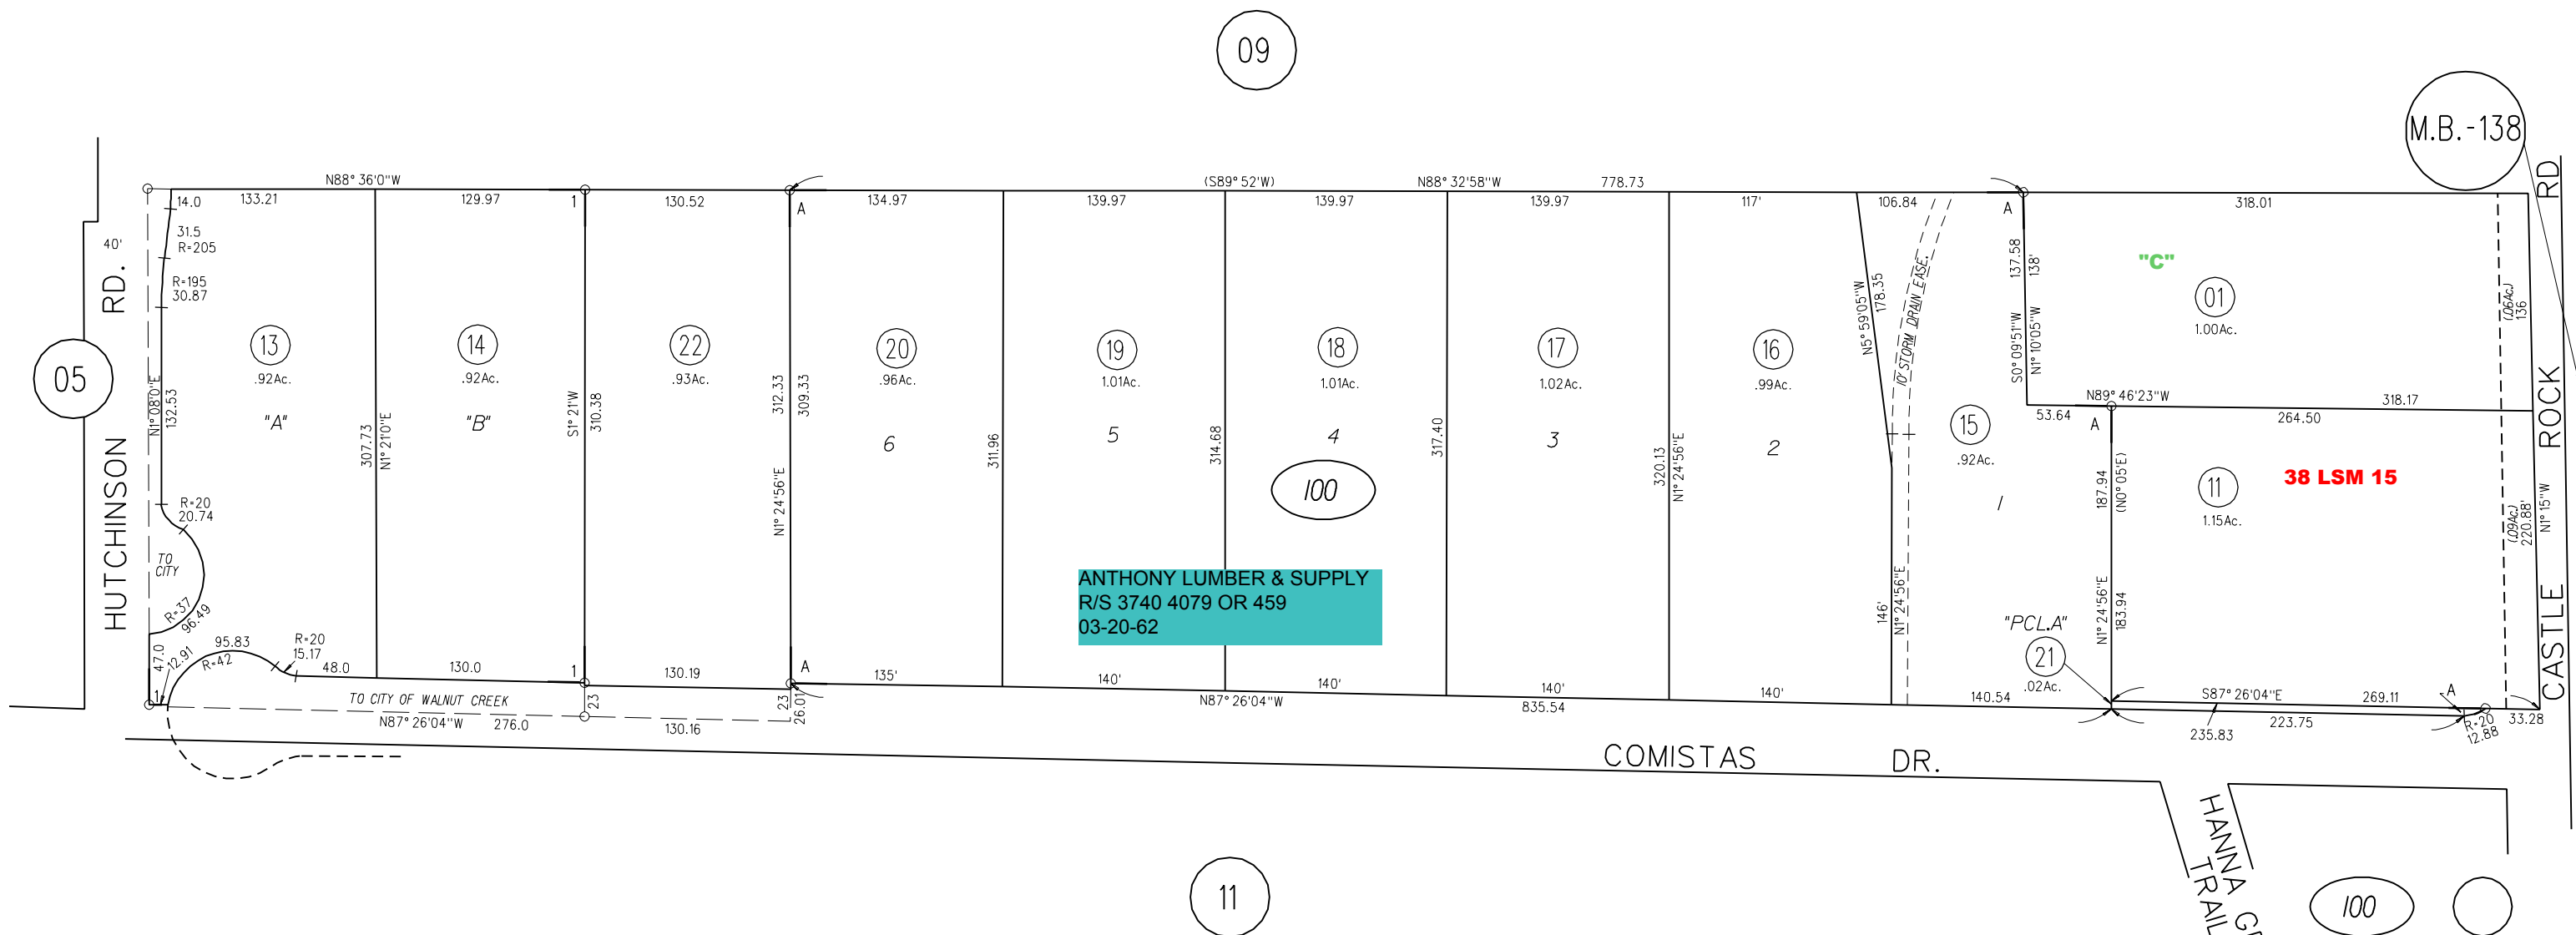 09
M.B.-138
N88° 36'0"W
(S89° 52'W)
N88° 32'58"W
778.73
14.0
133.21
129.97
1
130.52
A
134.97
139.97
139.97
139.97
117'
106.84
A
318.01
31.5
R=205
40'
R=195
30.87
HUTCHINSON RD.
05
N1° 08'0"E
132.53
13
.92Ac.
"A"
307.73
N1° 21'0"E
14
.92Ac.
"B"
S1° 21'W
310.38
22
.93Ac.
312.33
309.33
N1° 24'56"E
20
.96Ac.
6
311.96
19
1.01Ac.
5
314.68
18
1.01Ac.
4
100
317.40
17
1.02Ac.
3
320.13
N1° 24'56"E
16
.99Ac.
2
N5° 59'05"W
178.35
10' STORM DRAIN EASE.
146'
N1° 24'56"E
15
.92Ac.
1
137.58
138'
S0° 09'51"W
N1° 10'05"W
"C"
01
1.00Ac.
(.06Ac.)
136
N89° 46'23"W
318.17
53.64
264.50
A
187.94
(N0° 05'E)
11
1.15Ac.
38 LSM 15
(.09Ac.)
220.88'
N1° 15"W
CASTLE ROCK RD
N1° 24'56"E
183.94
"PCL.A"
21
.02Ac.
ANTHONY LUMBER & SUPPLY
R/S 3740 4079 OR 459
03-20-62
R=20
20.74
TO
CITY
R=37
96.49
47.0
12.91
1
95.83
R=42
R=20
15.17
48.0
130.0
1
130.19
A
135'
140'
140'
140'
140'
140.54
S87° 26'04"E
269.11
A
TO CITY OF WALNUT CREEK
N87° 26'04"W
276.0
23
130.16
23
26.01
N87° 26'04"W
835.54
235.83
223.75
R=20
12.88
33.28
COMISTAS DR.
HANNA
TRAIL
11
100